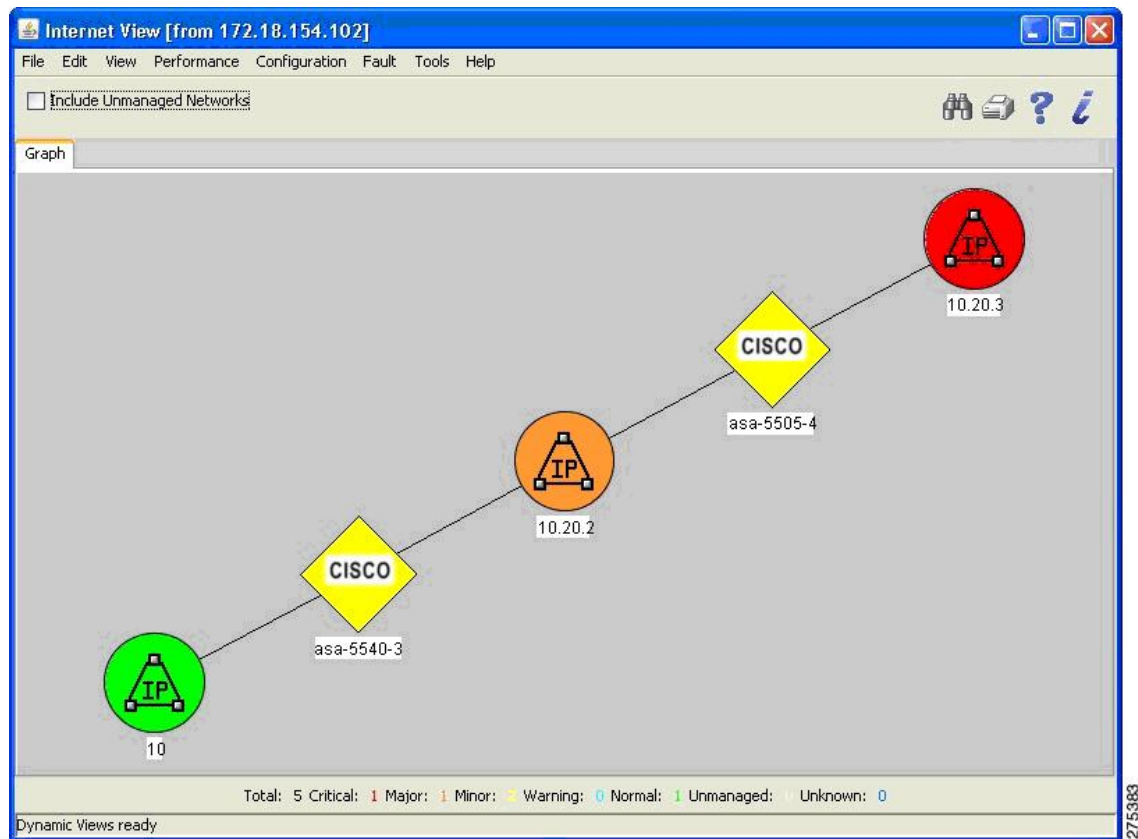 Internet View [from 172.18.154.102]
File Edit View Performance Configuration Fault Tools Help
Include Unmanaged Networks
Graph
IP
10.20.3
CISCO
asa-5505-4
IP
10.20.2
CISCO
asa-5540-3
IP
10
Total: 5 Critical: 1 Major: 1 Minor: 2 Warning: 0 Normal: 1 Unmanaged: Unknown: 0
Dynamic Views ready
275383